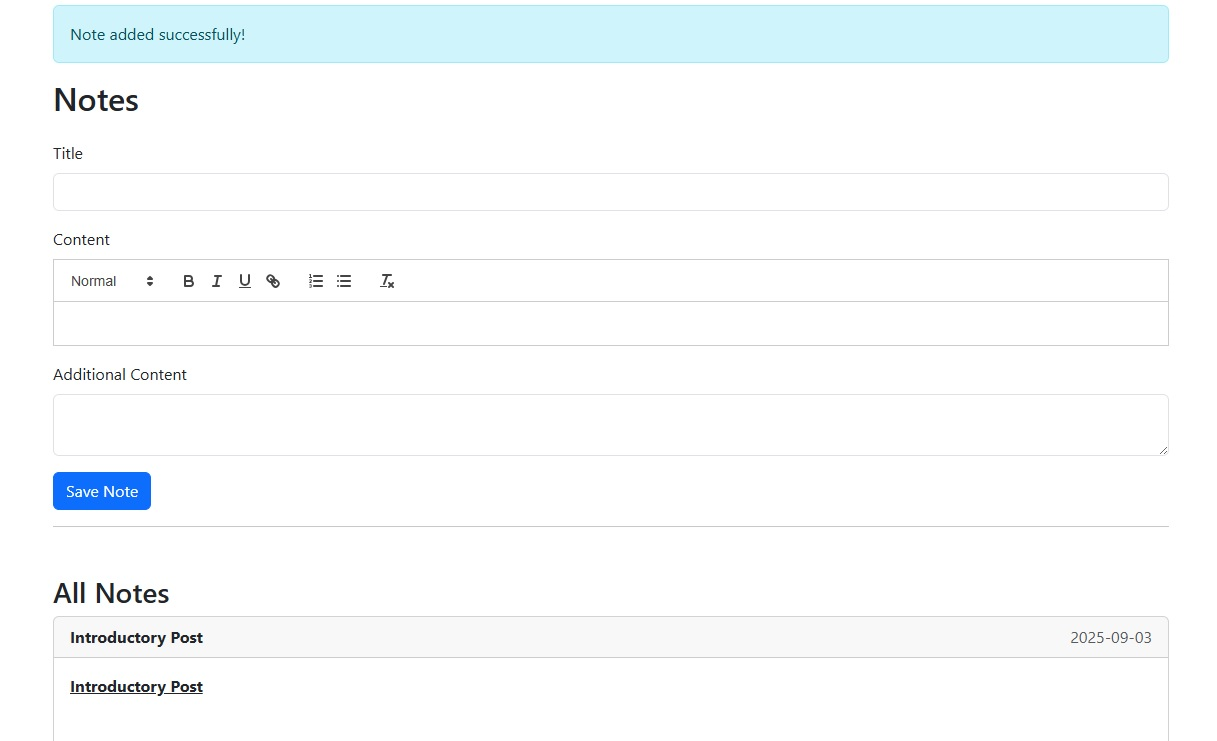 Note added successfully!
Notes
Title
Content
Normal B I U
Additional Content
Save Note
All Notes
Introductory Post 2025-09-03
Introductory Post